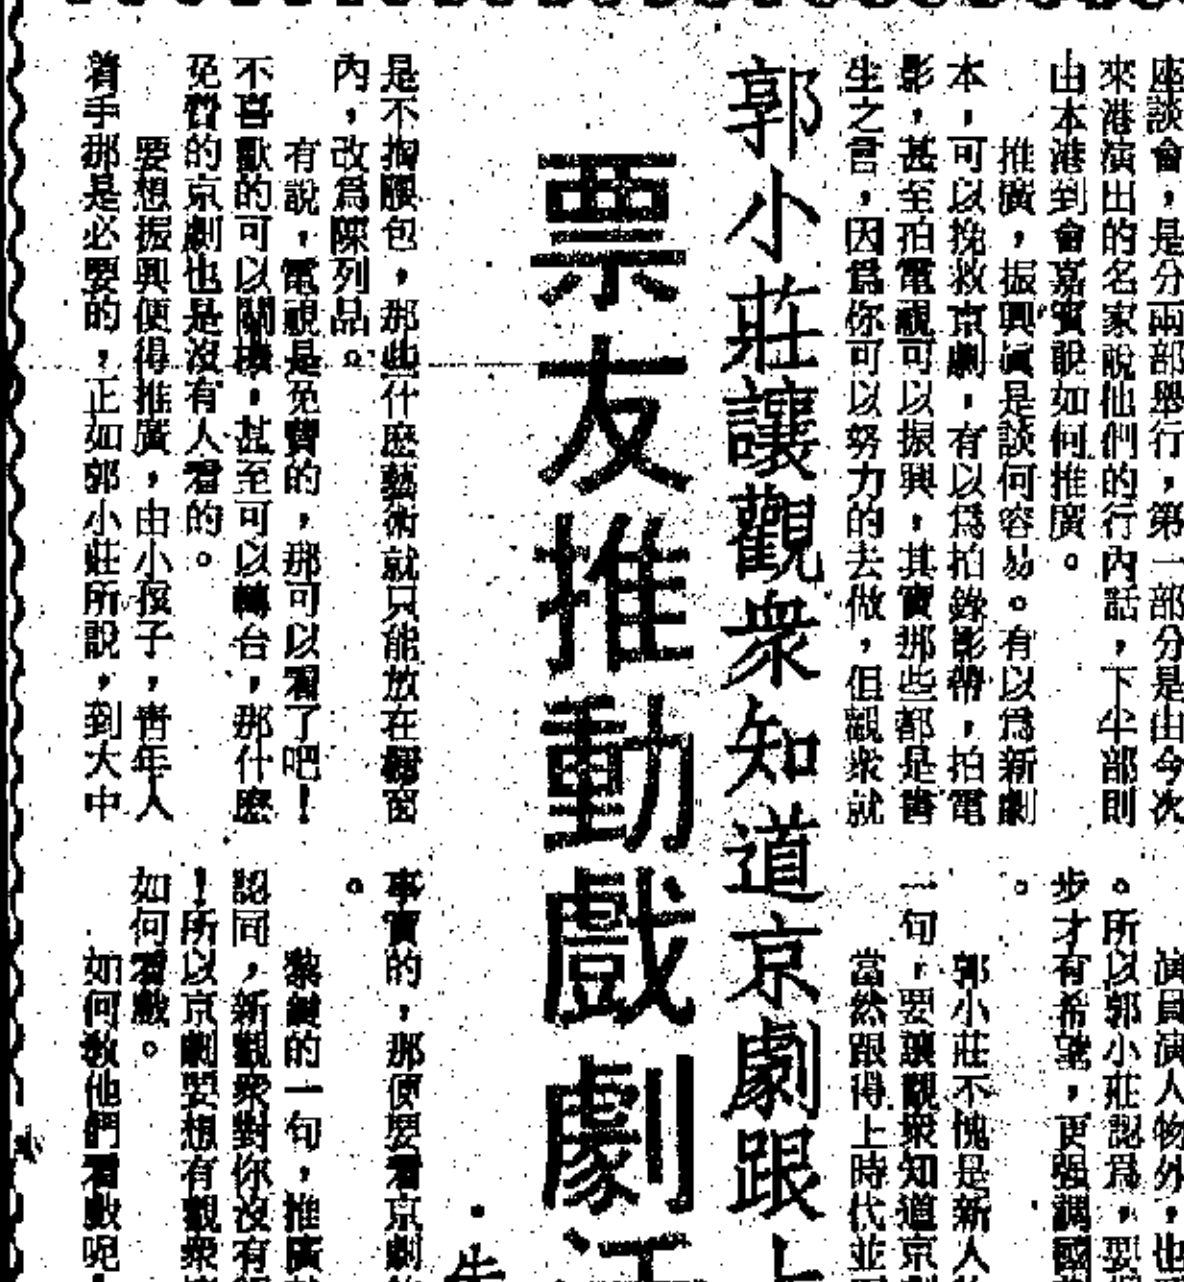 座談會，是分兩部舉行，第一部分是由今次
來港演出的名家說他們的行內話，下半部則
由本港到會嘉賓說如何推廣。
推廣，振興眞是談何容易。有以爲新劇
本，可以挽救京劇，有以爲拍錄影帶，拍電
影，甚至拍電視可以振興，其實那些都是書
生之言，因爲你可以努力的去做，但觀衆就
郭小莊讓觀衆知道京劇跟上
票友推動戲劇
是不掏腰包，那些什麽藝術就只能放在櫥窗
內，改爲陳列品。
有說，電視是免費的，那可以看了吧！
不喜歡的可以關機，甚至可以轉台，那什麽
免費的京劇也是沒有人看的。
要想振興便得推廣，由小孩子，靑年人
着手那是必要的，正如郭小莊所說，到大中
演員演人物外，也
。所以郭小莊認爲，要
步才有希望，更強調國
。
郭小莊不愧是新人
一句，要讓觀衆知道京劇
當然跟得上時代並
事實的，那便要看京劇
。
的一句，推廣
認同，新觀衆對你沒有
！所以京劇要想有觀衆
如何看戲。
如何敎他們看戲呢